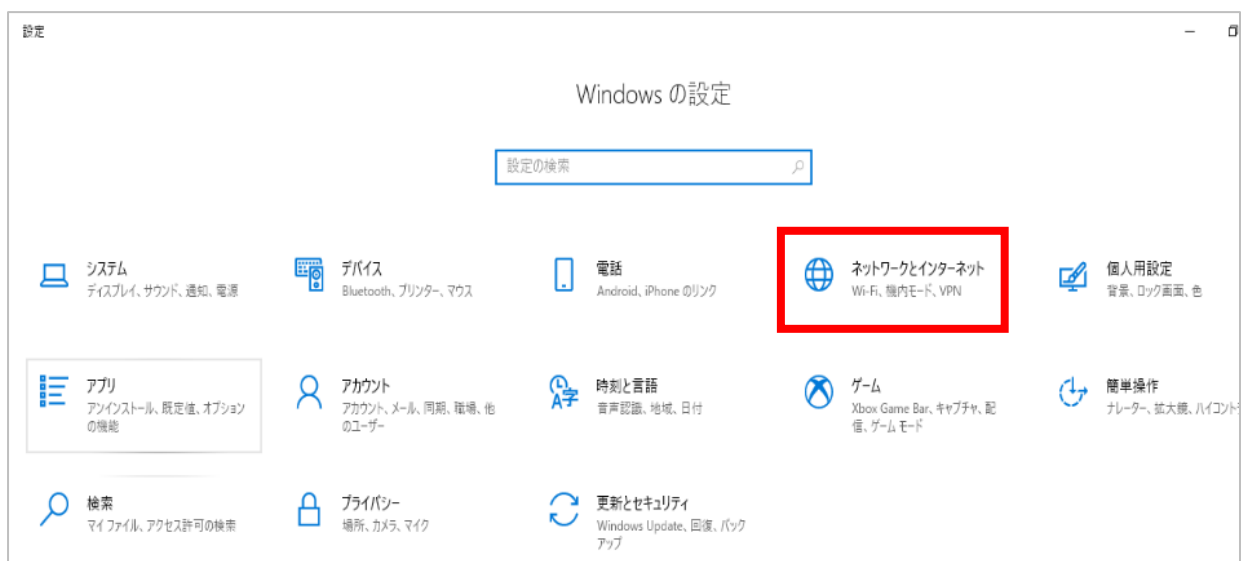 設定
Windows の設定
設定の検索
システム
ディスプレイ、サウンド、通知、電源
デバイス
Bluetooth、プリンター、マウス
電話
Android、iPhone のリンク
ネットワークとインターネット
Wi-Fi、機内モード、VPN
個人用設定
背景、ロック画面、色
アプリ
アンインストール、既定値、オプション
の機能
アカウント
アカウント、メール、同期、職場、他
のユーザー
時刻と言語
音声認識、地域、日付
ゲーム
Xbox Game Bar、キャプチャ、配
信、ゲーム モード
簡単操作
ナレーター、拡大鏡、ハイコント
検索
マイ ファイル、アクセス許可の検索
プライバシー
場所、カメラ、マイク
更新とセキュリティ
Windows Update、回復、バック
アップ